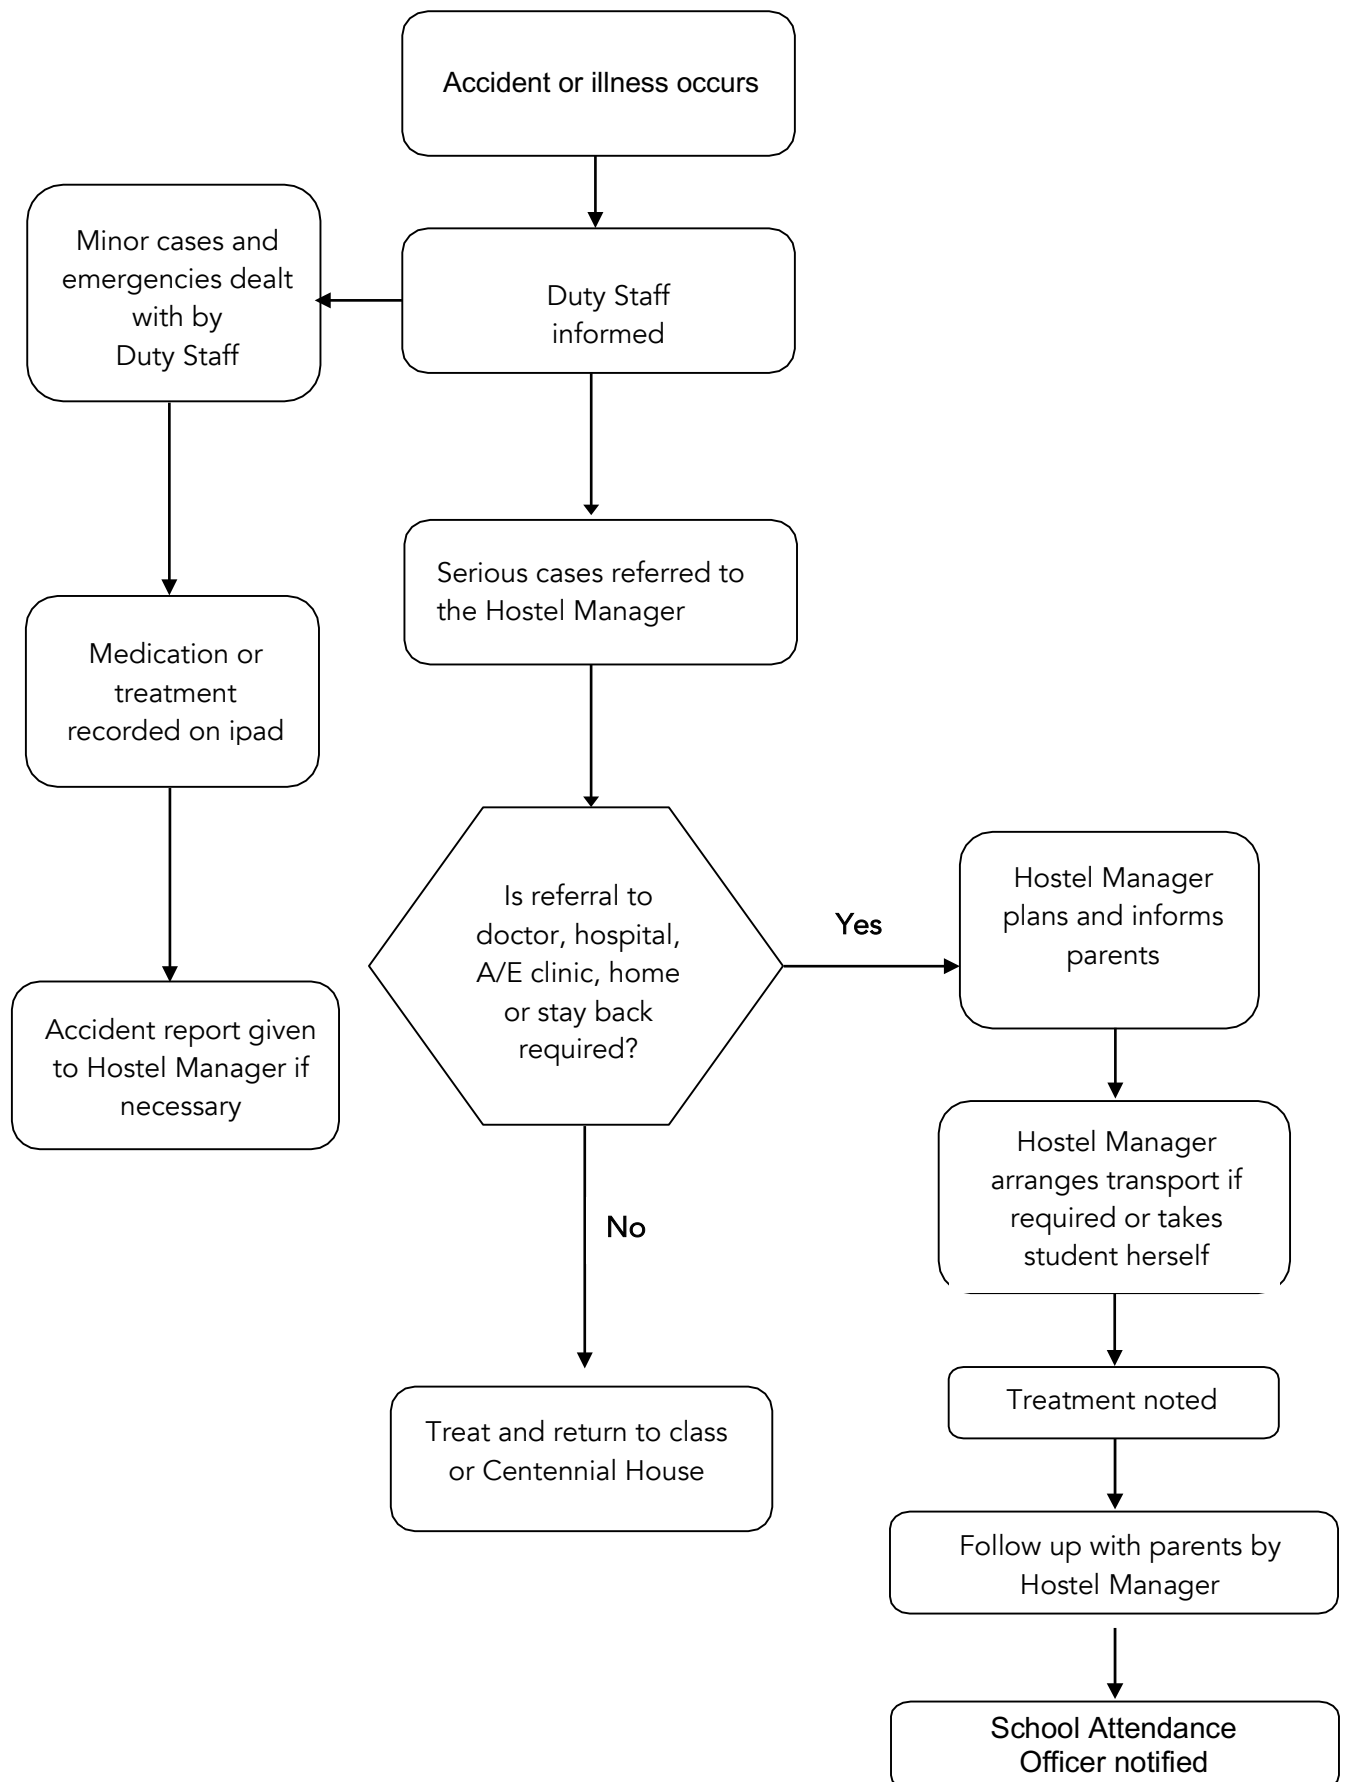 Accident or illness occurs
Minor cases and
emergencies dealt
with by
Duty Staff
Duty Staff
informed
Serious cases referred to
the Hostel Manager
Medication or
treatment
recorded on ipad
Accident report given
to Hostel Manager if
necessary
Is referral to
doctor, hospital,
A/E clinic, home
or stay back
required?
Yes
Hostel Manager
plans and informs
parents
Hostel Manager
arranges transport if
required or takes
student herself
No
Treat and return to class
or Centennial House
Treatment noted
Follow up with parents by
Hostel Manager
School Attendance
Officer notified